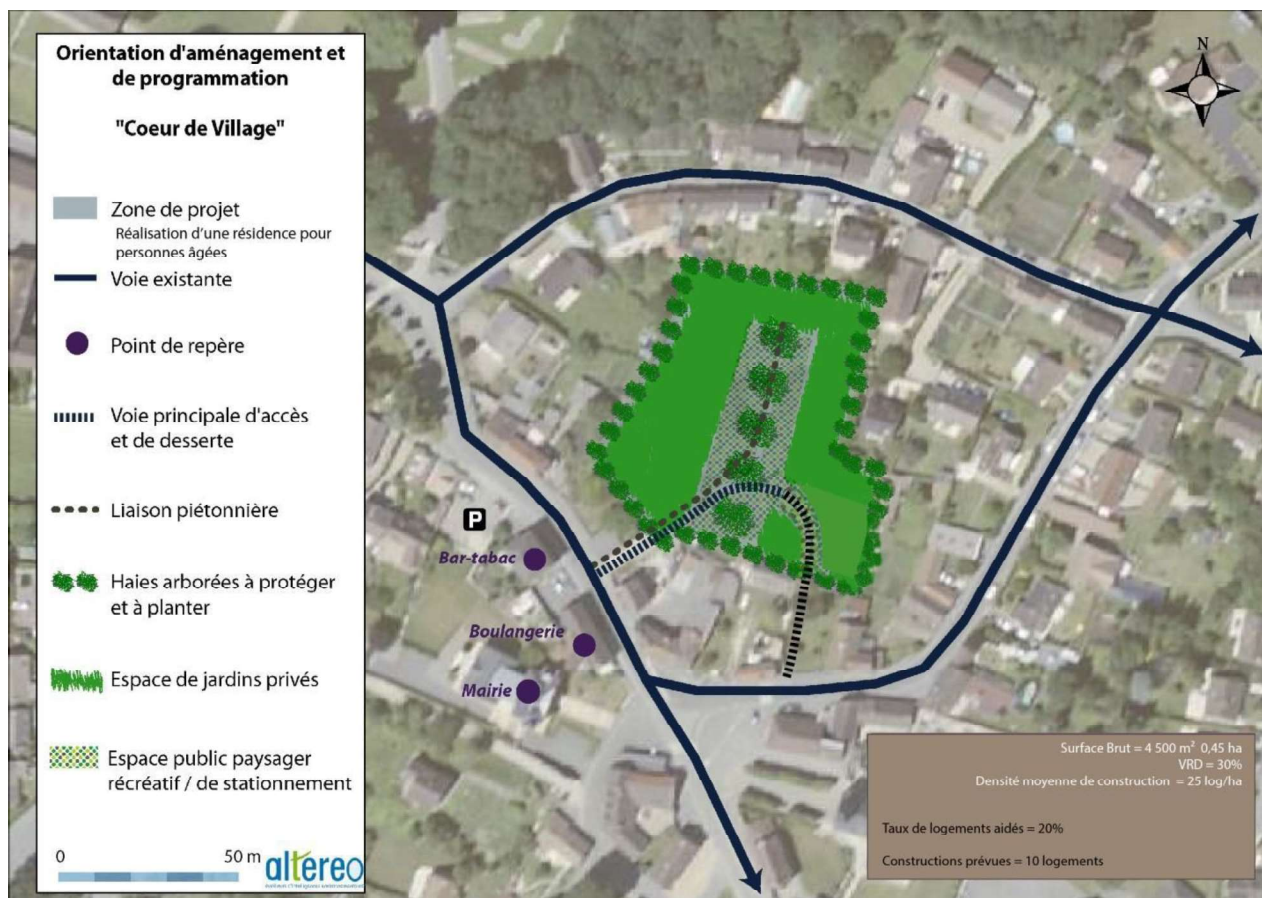 Orientation d'aménagement et
de programmation
"Coeur de Village"
Zone de projet
Réalisation d'une résidence pour
personnes âgées
Voie existante
Point de repère
Voie principale d'accès
et de desserte
Liaison piétonnière
Haies arborées à protéger
et à planter
Espace de jardins privés
Espace public paysager
récréatif / de stationnement
0 50 m
altereo
N
P
Bar-tabac
Boulangerie
Mairie
Surface Brut = 4 500 m² 0,45 ha
VRD = 30%
Densité moyenne de construction = 25 log/ha
Taux de logements aidés = 20%
Constructions prévues = 10 logements